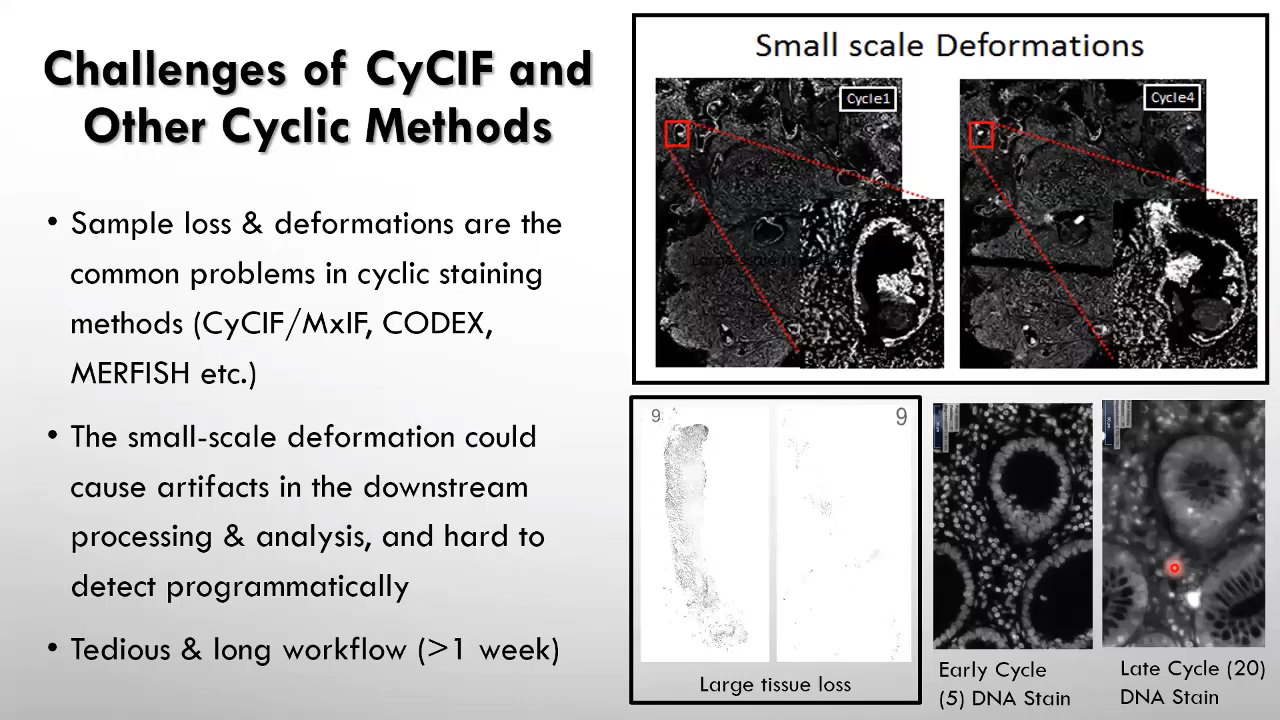 Challenges of CyCIF and
Other Cyclic Methods
• Sample loss & deformations are the
common problems in cyclic staining
methods (CyCIF/MxIF, CODEX,
MERFISH etc.)
• The small-scale deformation could
cause artifacts in the downstream
processing & analysis, and hard to
detect programmatically
• Tedious & long workflow (>1 week)
Small scale Deformations
Cycle1
Cycle4
9
9
Large tissue loss
Early Cycle
(5) DNA Stain
Late Cycle (20)
DNA Stain